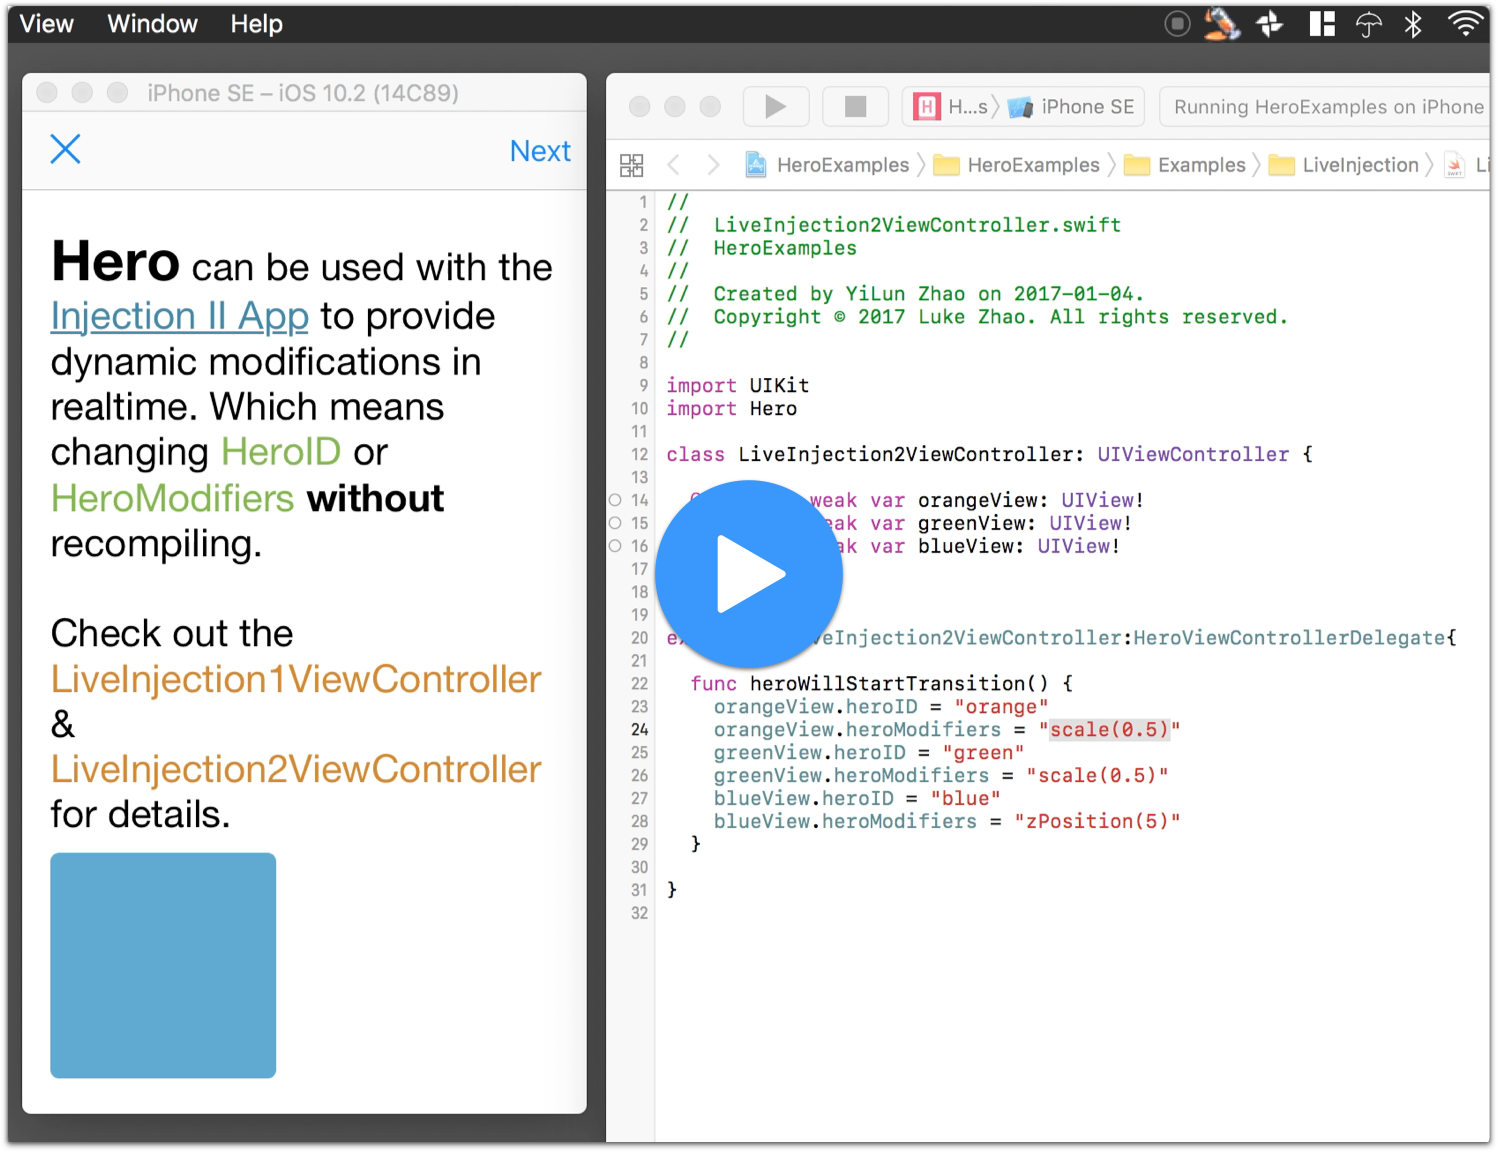 View Window Help
iPhone SE – iOS 10.2 (14C89)
Next
Hero can be used with the
Injection II App to provide
dynamic modifications in
realtime. Which means
changing HeroID or
HeroModifiers without
recompiling.
Check out the
LiveInjection1ViewController
&
LiveInjection2ViewController
for details.
H...s iPhone SE Running HeroExamples on iPhone
HeroExamples HeroExamples Examples LiveInjection Li
1 //
2 //  LiveInjection2ViewController.swift
3 //  HeroExamples
4 //
5 //  Created by YiLun Zhao on 2017-01-04.
6 //  Copyright © 2017 Luke Zhao. All rights reserved.
7 //
8
9 import UIKit
10 import Hero
11
12 class LiveInjection2ViewController: UIViewController {
13
14 weak var orangeView: UIView!
15 var greenView: UIView!
16 var blueView: UIView!
17
18
19
20 eInjection2ViewController:HeroViewControllerDelegate{
21
22   func heroWillStartTransition() {
23     orangeView.heroID = "orange"
24     orangeView.heroModifiers = "scale(0.5)"
25     greenView.heroID = "green"
26     greenView.heroModifiers = "scale(0.5)"
27     blueView.heroID = "blue"
28     blueView.heroModifiers = "zPosition(5)"
29   }
30
31 }
32